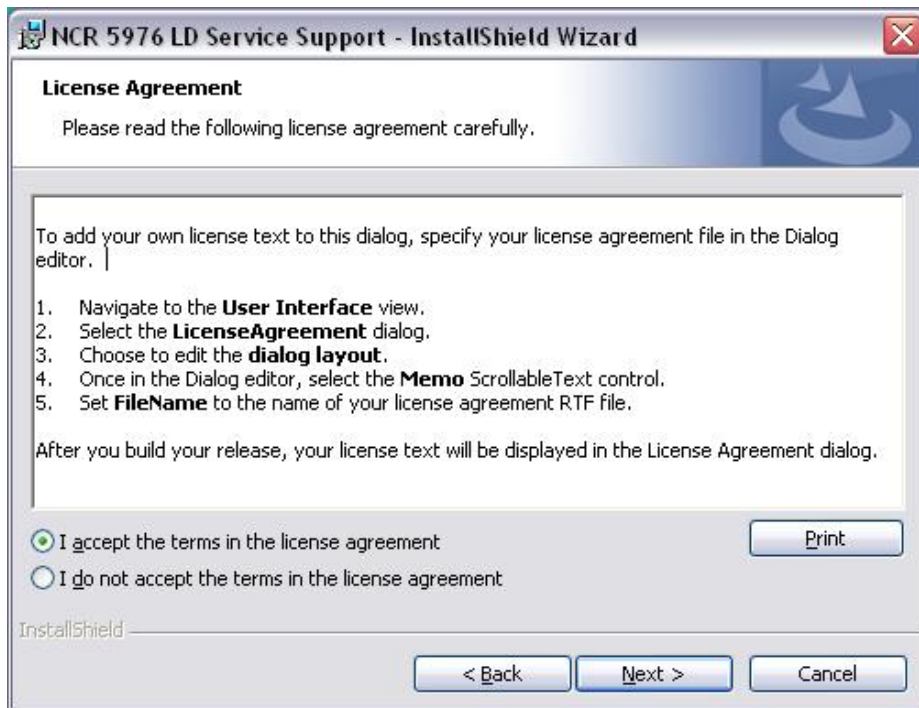 NCR 5976 LD Service Support - InstallShield Wizard
License Agreement
Please read the following license agreement carefully.
To add your own license text to this dialog, specify your license agreement file in the Dialog
editor.
1. Navigate to the User Interface view.
2. Select the LicenseAgreement dialog.
3. Choose to edit the dialog layout.
4. Once in the Dialog editor, select the Memo ScrollableText control.
5. Set FileName to the name of your license agreement RTF file.
After you build your release, your license text will be displayed in the License Agreement dialog.
I accept the terms in the license agreement
Print
I do not accept the terms in the license agreement
InstallShield
< Back
Next >
Cancel